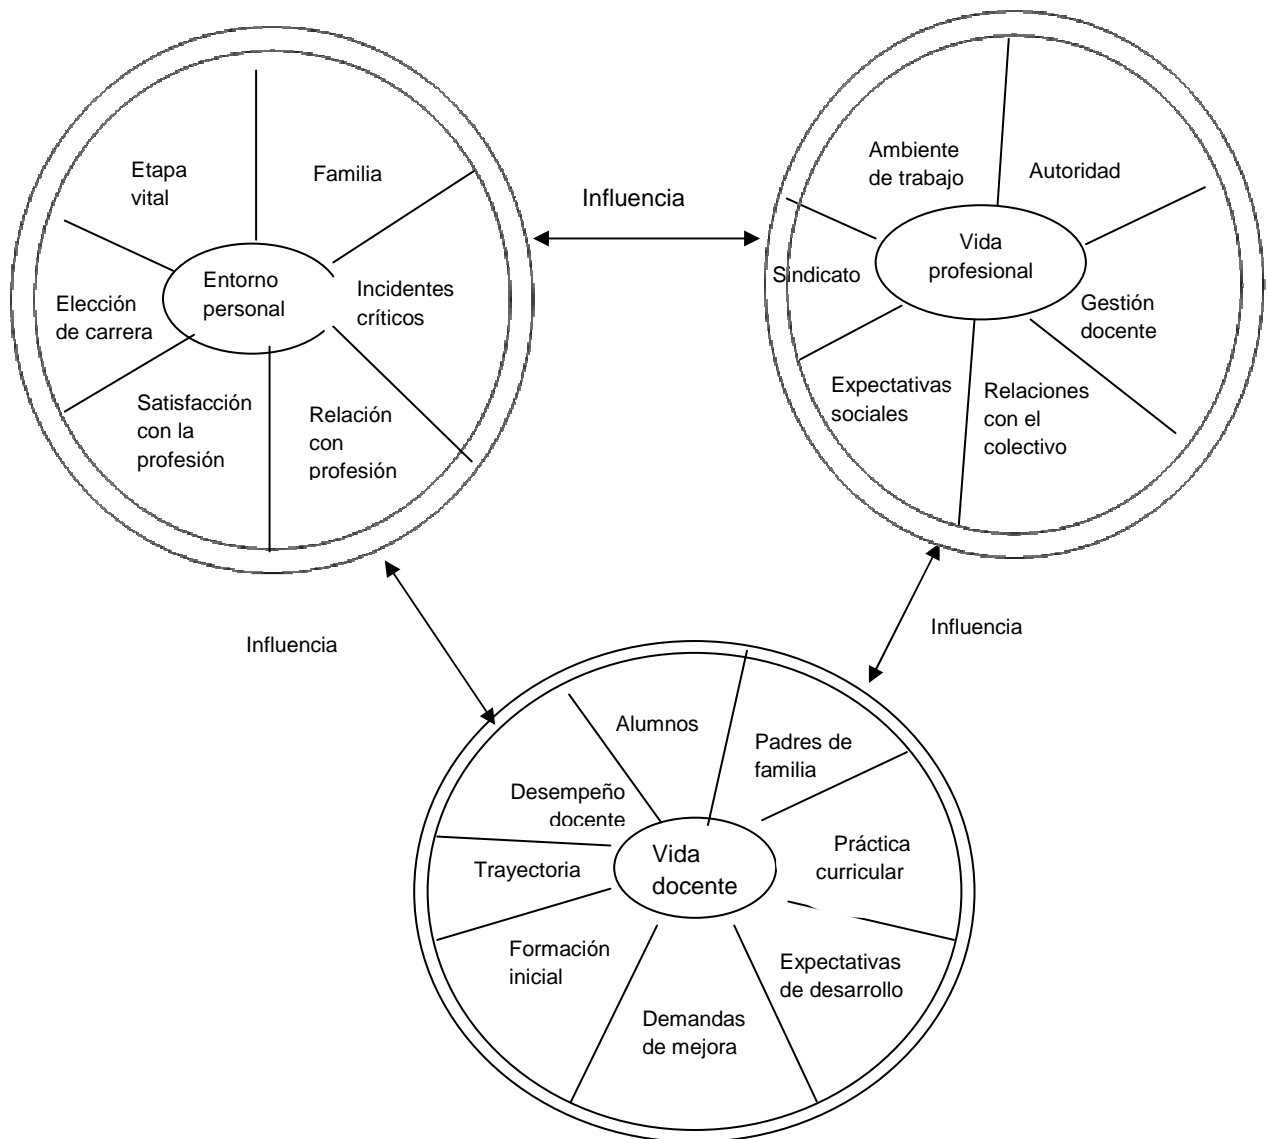 Etapa
vital
Familia
Elección
de carrera
Entorno
personal
Incidentes
críticos
Satisfacción
con la
profesión
Relación
con
profesión
Influencia
Ambiente
de trabajo
Autoridad
Sindicato
Vida
profesional
Gestión
docente
Expectativas
sociales
Relaciones
con el
colectivo
Influencia
Influencia
Alumnos
Padres de
familia
Desempeño
docente
Trayectoria
Vida
docente
Práctica
curricular
Formación
inicial
Expectativas
de desarrollo
Demandas
de mejora